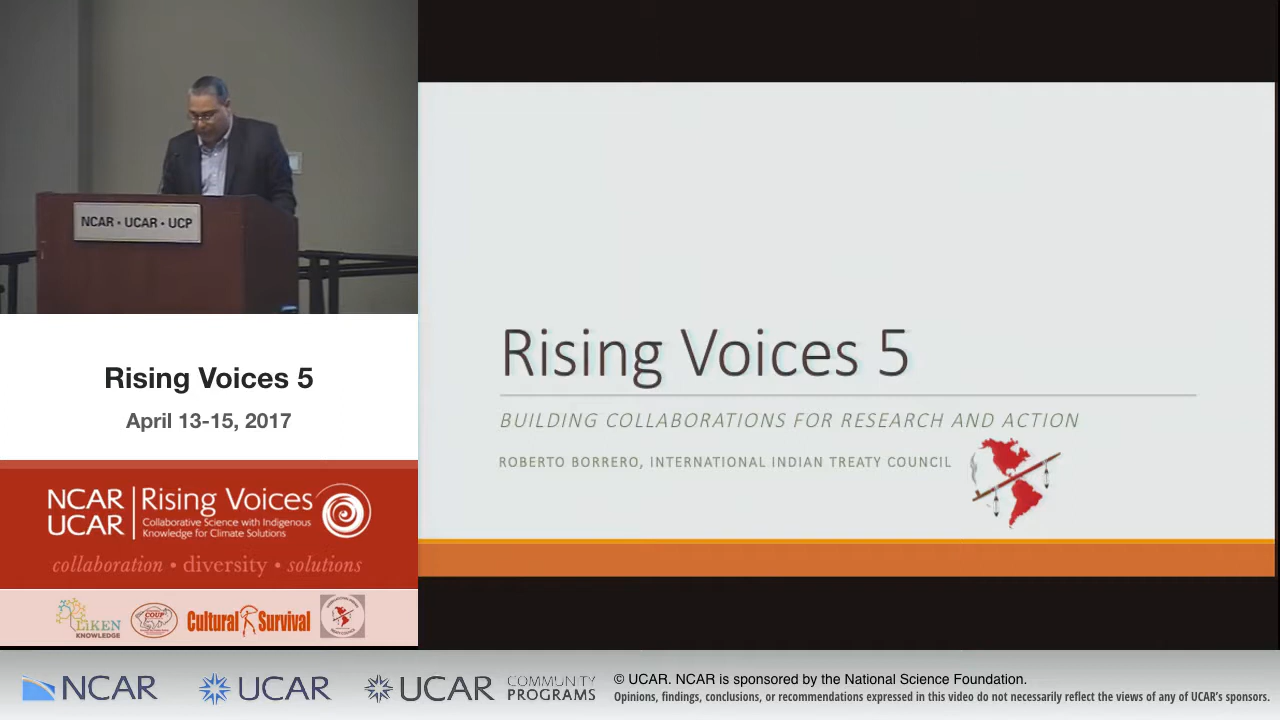 NCAR • UCAR • UCP
Rising Voices 5
April 13-15, 2017
NCAR
UCAR
Rising Voices
Collaborative Science with Indigenous
Knowledge for Climate Solutions
collaboration • diversity • solutions
LiKEN
KNOWLEDGE
COUP
Cultural Survival
Rising Voices 5
BUILDING COLLABORATIONS FOR RESEARCH AND ACTION
ROBERTO BORRERO, INTERNATIONAL INDIAN TREATY COUNCIL
NCAR
UCAR
UCAR
COMMUNITY
PROGRAMS
© UCAR. NCAR is sponsored by the National Science Foundation.
Opinions, findings, conclusions, or recommendations expressed in this video do not necessarily reflect the views of any of UCAR's sponsors.